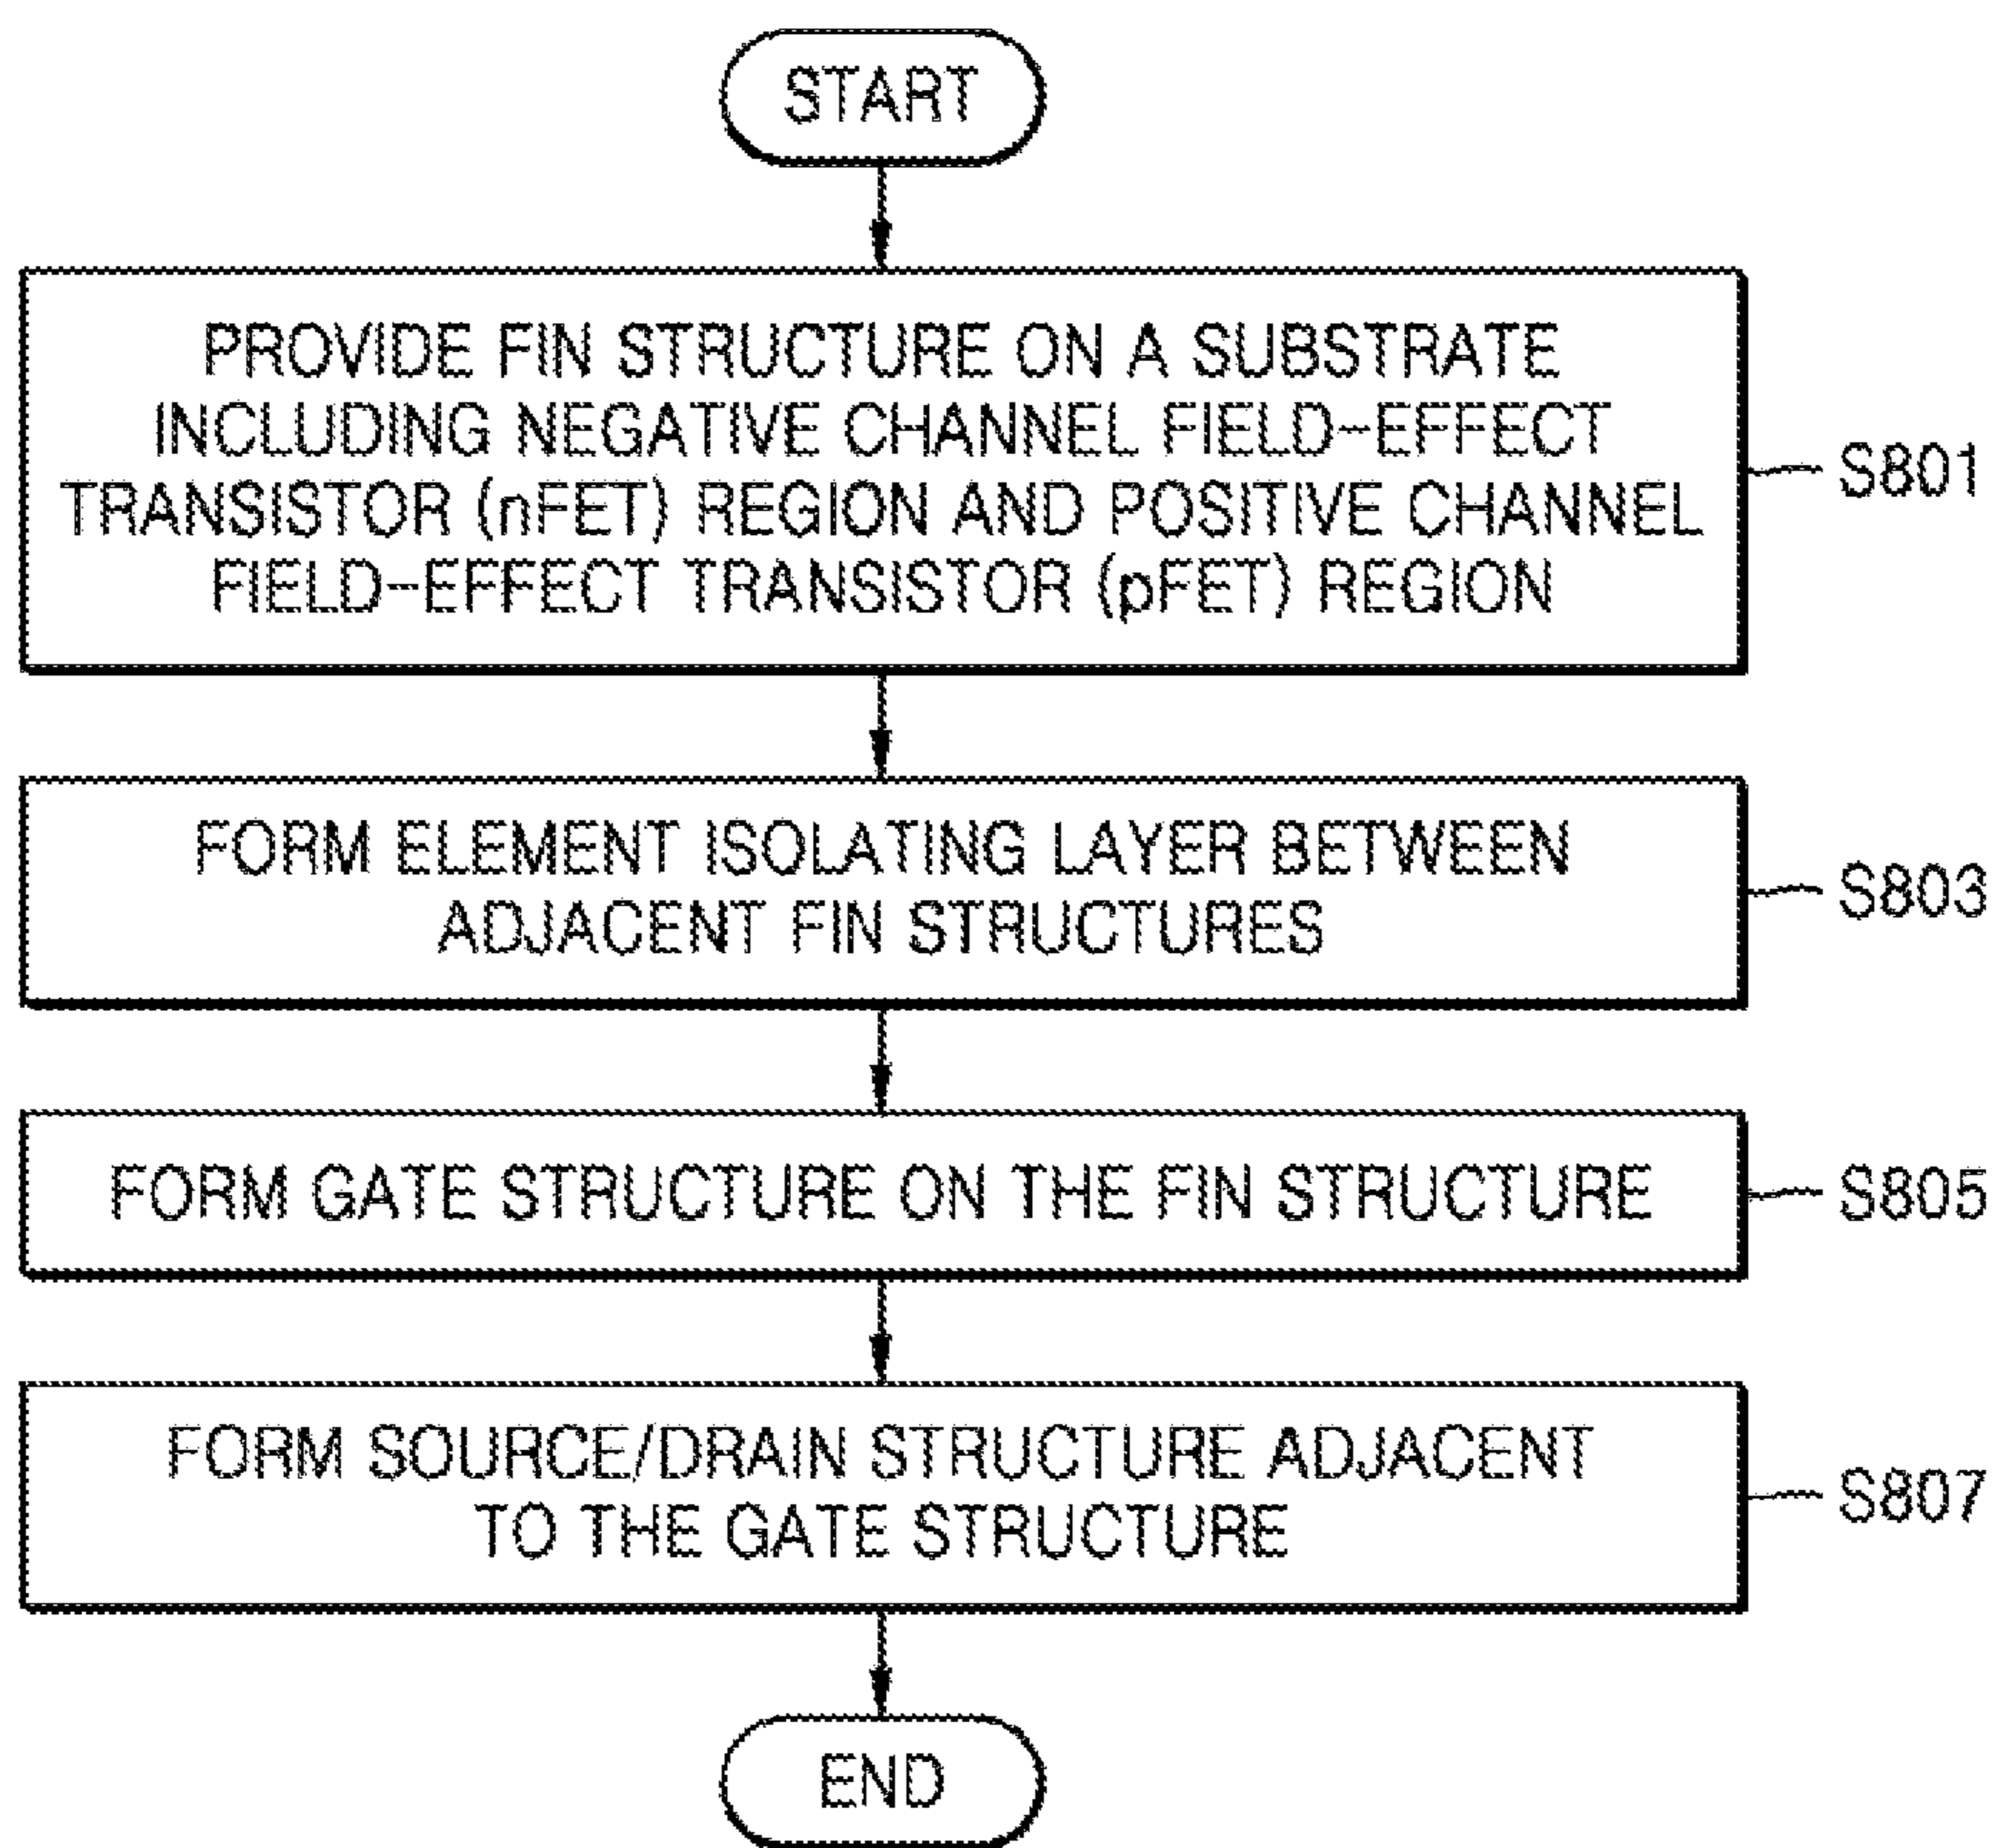 START
PROVIDE FIN STRUCTURE ON A SUBSTRATE
INCLUDING NEGATIVE CHANNEL FIELD-EFFECT
TRANSISTOR (nFET) REGION AND POSITIVE CHANNEL
FIELD-EFFECT TRANSISTOR (pFET) REGION
S801
FORM ELEMENT ISOLATING LAYER BETWEEN
ADJACENT FIN STRUCTURES
S803
FORM GATE STRUCTURE ON THE FIN STRUCTURE
S805
FORM SOURCE/DRAIN STRUCTURE ADJACENT
TO THE GATE STRUCTURE
S807
END